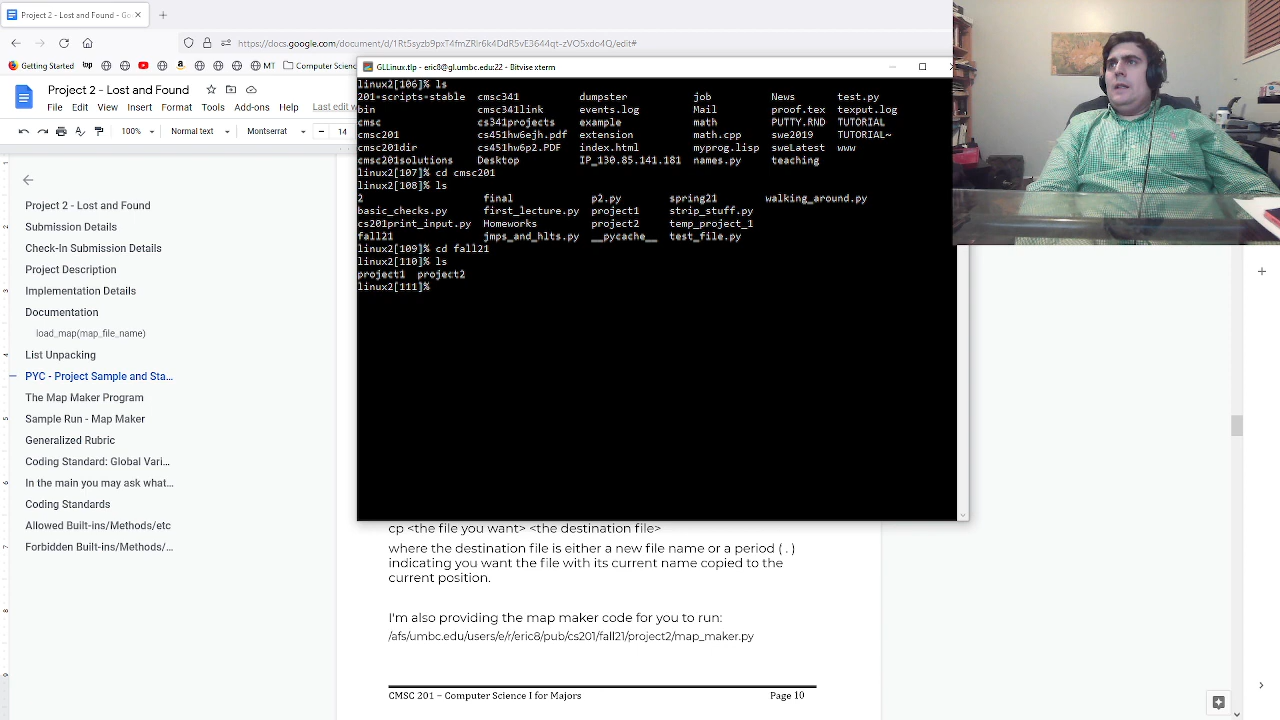 Project 2 - Lost and Found - Go
https://docs.google.com/document/d/1Rt5syzb9pxT4fmZRlr6k4DdR5vE3644qt-zVO5xdo4Q/edit#
Getting Started
MT
Computer Scienc
Project 2 - Lost and Found
File Edit View Insert Format Tools Add-ons Help Last edit w
100% Normal text Montserrat 14
Project 2 - Lost and Found
Submission Details
Check-In Submission Details
Project Description
Implementation Details
Documentation
load_map(map_file_name)
List Unpacking
PYC - Project Sample and Sta...
The Map Maker Program
Sample Run - Map Maker
Generalized Rubric
Coding Standard: Global Vari...
In the main you may ask what...
Coding Standards
Allowed Built-ins/Methods/etc
Forbidden Built-ins/Methods/...
GLLinux.tlp - eric8@gl.umbc.edu:22 - Bitvise xterm
linux2[106]% ls
201-scripts-stable cmsc341 dumpster job News test.py
bin cmsc341link events.log Mail proof.tex texput.log
cmsc cs341projects example math PUTTY.RND TUTORIAL
cmsc201 cs451hw6ejh.pdf extension math.cpp swe2019 TUTORIAL~
cmsc201dir cs451hw6p2.PDF index.html myprog.lisp sweLatest www
cmsc201solutions Desktop IP_130.85.141.181 names.py teaching
linux2[107]% cd cmsc201
linux2[108]% ls
2 final p2.py spring21 walking_around.py
basic_checks.py first_lecture.py project1 strip_stuff.py
cs201print_input.py Homeworks project2 temp_project_1
fall21 jmps_and_hlts.py __pycache__ test_file.py
linux2[109]% cd fall21
linux2[110]% ls
project1 project2
linux2[111]%
cp <the file you want> <the destination file>
where the destination file is either a new file name or a period ( . )
indicating you want the file with its current name copied to the
current position.
I'm also providing the map maker code for you to run:
/afs/umbc.edu/users/e/r/eric8/pub/cs201/fall21/project2/map_maker.py
CMSC 201 – Computer Science I for Majors Page 10